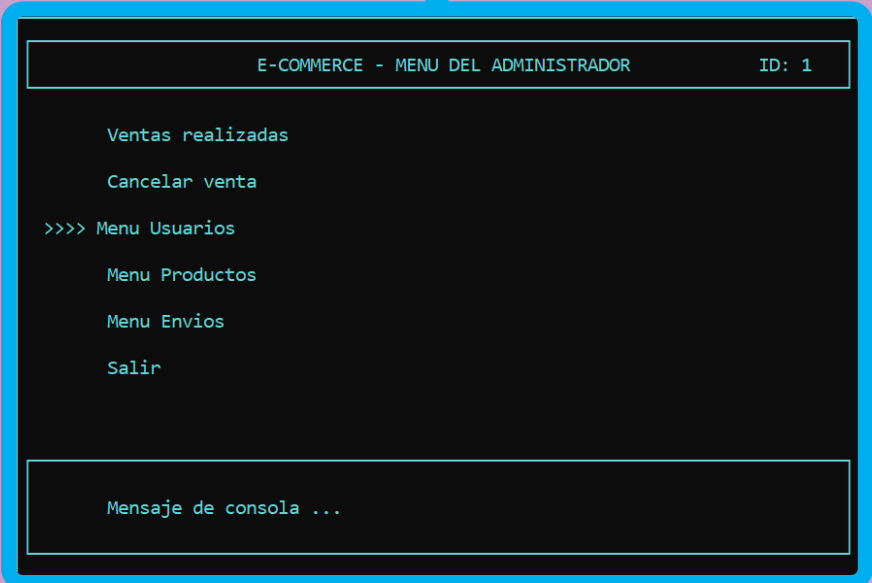 E-COMMERCE - MENU DEL ADMINISTRADOR ID: 1
Ventas realizadas
Cancelar venta
>>>> Menu Usuarios
Menu Productos
Menu Envios
Salir
Mensaje de consola ...